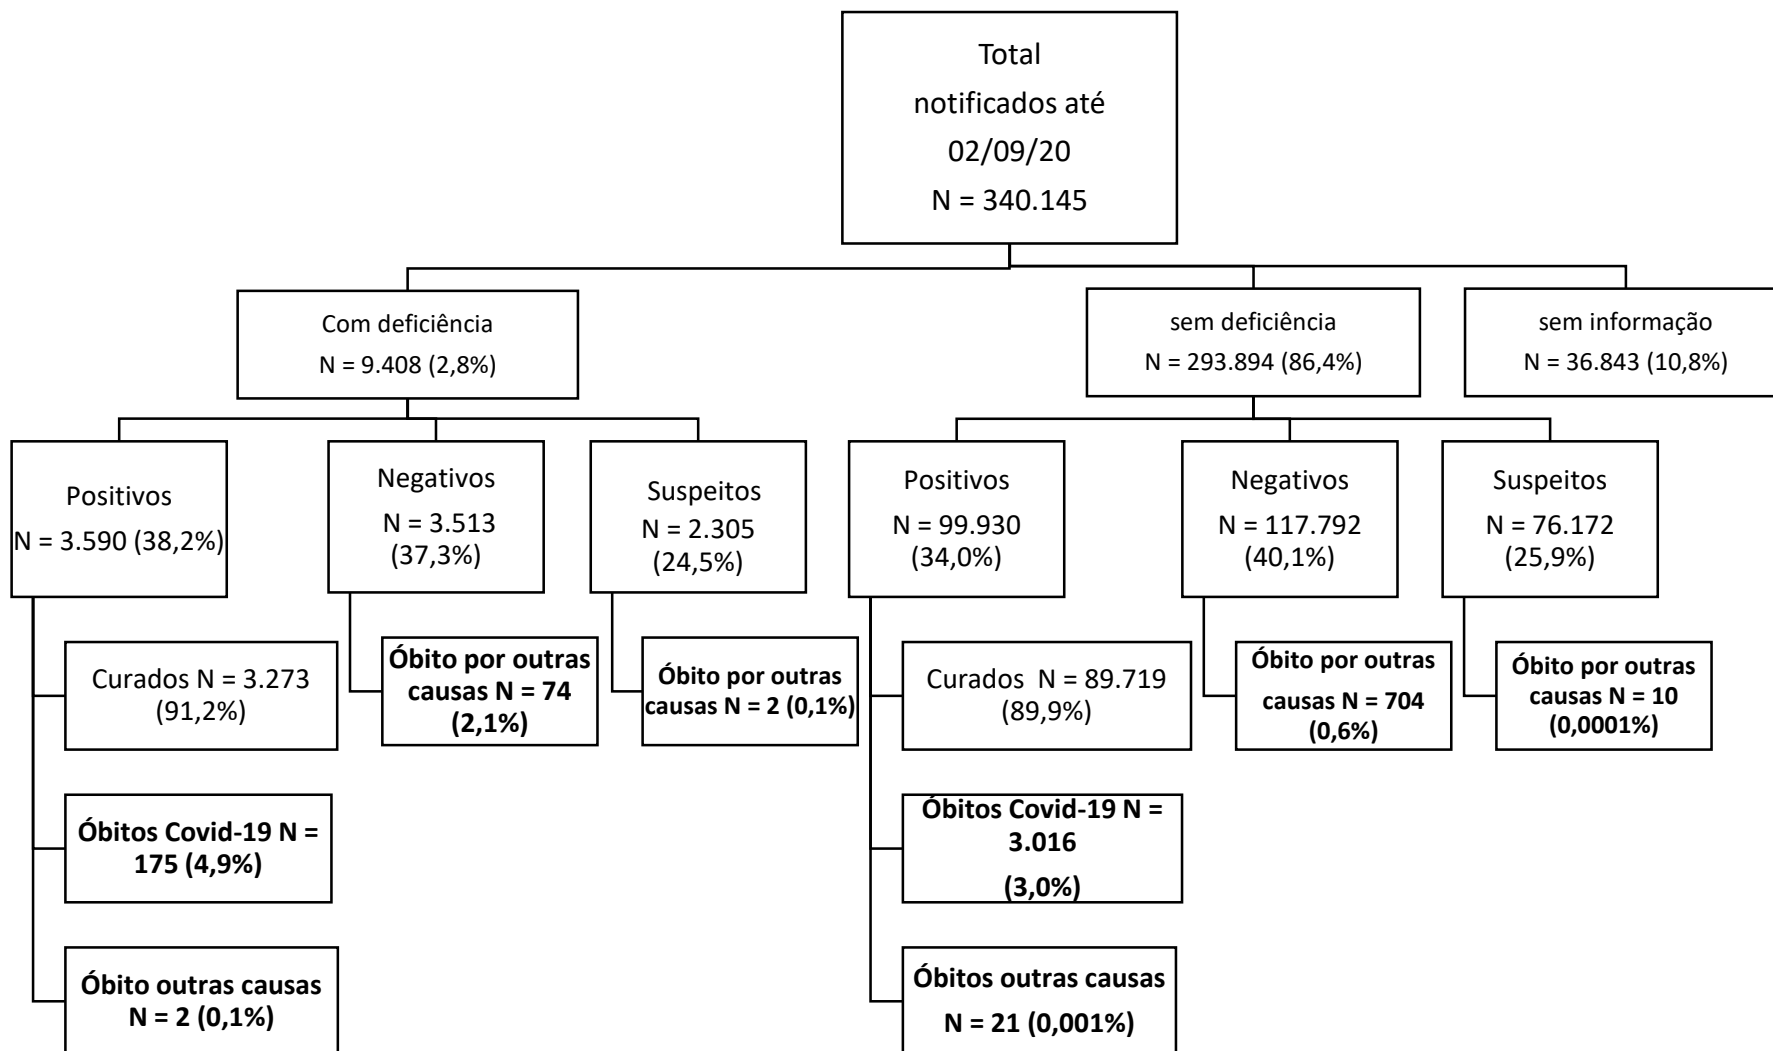 Total
notificados até
02/09/20
N = 340.145
Com deficiência
N = 9.408 (2,8%)
sem deficiência
N = 293.894 (86,4%)
sem informação
N = 36.843 (10,8%)
Positivos
N = 3.590 (38,2%)
Negativos
N = 3.513
(37,3%)
Suspeitos
N = 2.305
(24,5%)
Positivos
N = 99.930
(34,0%)
Negativos
N = 117.792
(40,1%)
Suspeitos
N = 76.172
(25,9%)
Curados N = 3.273
(91,2%)
Óbito por outras
causas N = 74
(2,1%)
Óbito por outras
causas N = 2 (0,1%)
Curados  N = 89.719
(89,9%)
Óbito por outras
causas N = 704
(0,6%)
Óbito por outras
causas N = 10
(0,0001%)
Óbitos Covid-19 N =
175 (4,9%)
Óbitos Covid-19 N =
3.016
(3,0%)
Óbito outras causas
N = 2 (0,1%)
Óbitos outras causas
N = 21 (0,001%)